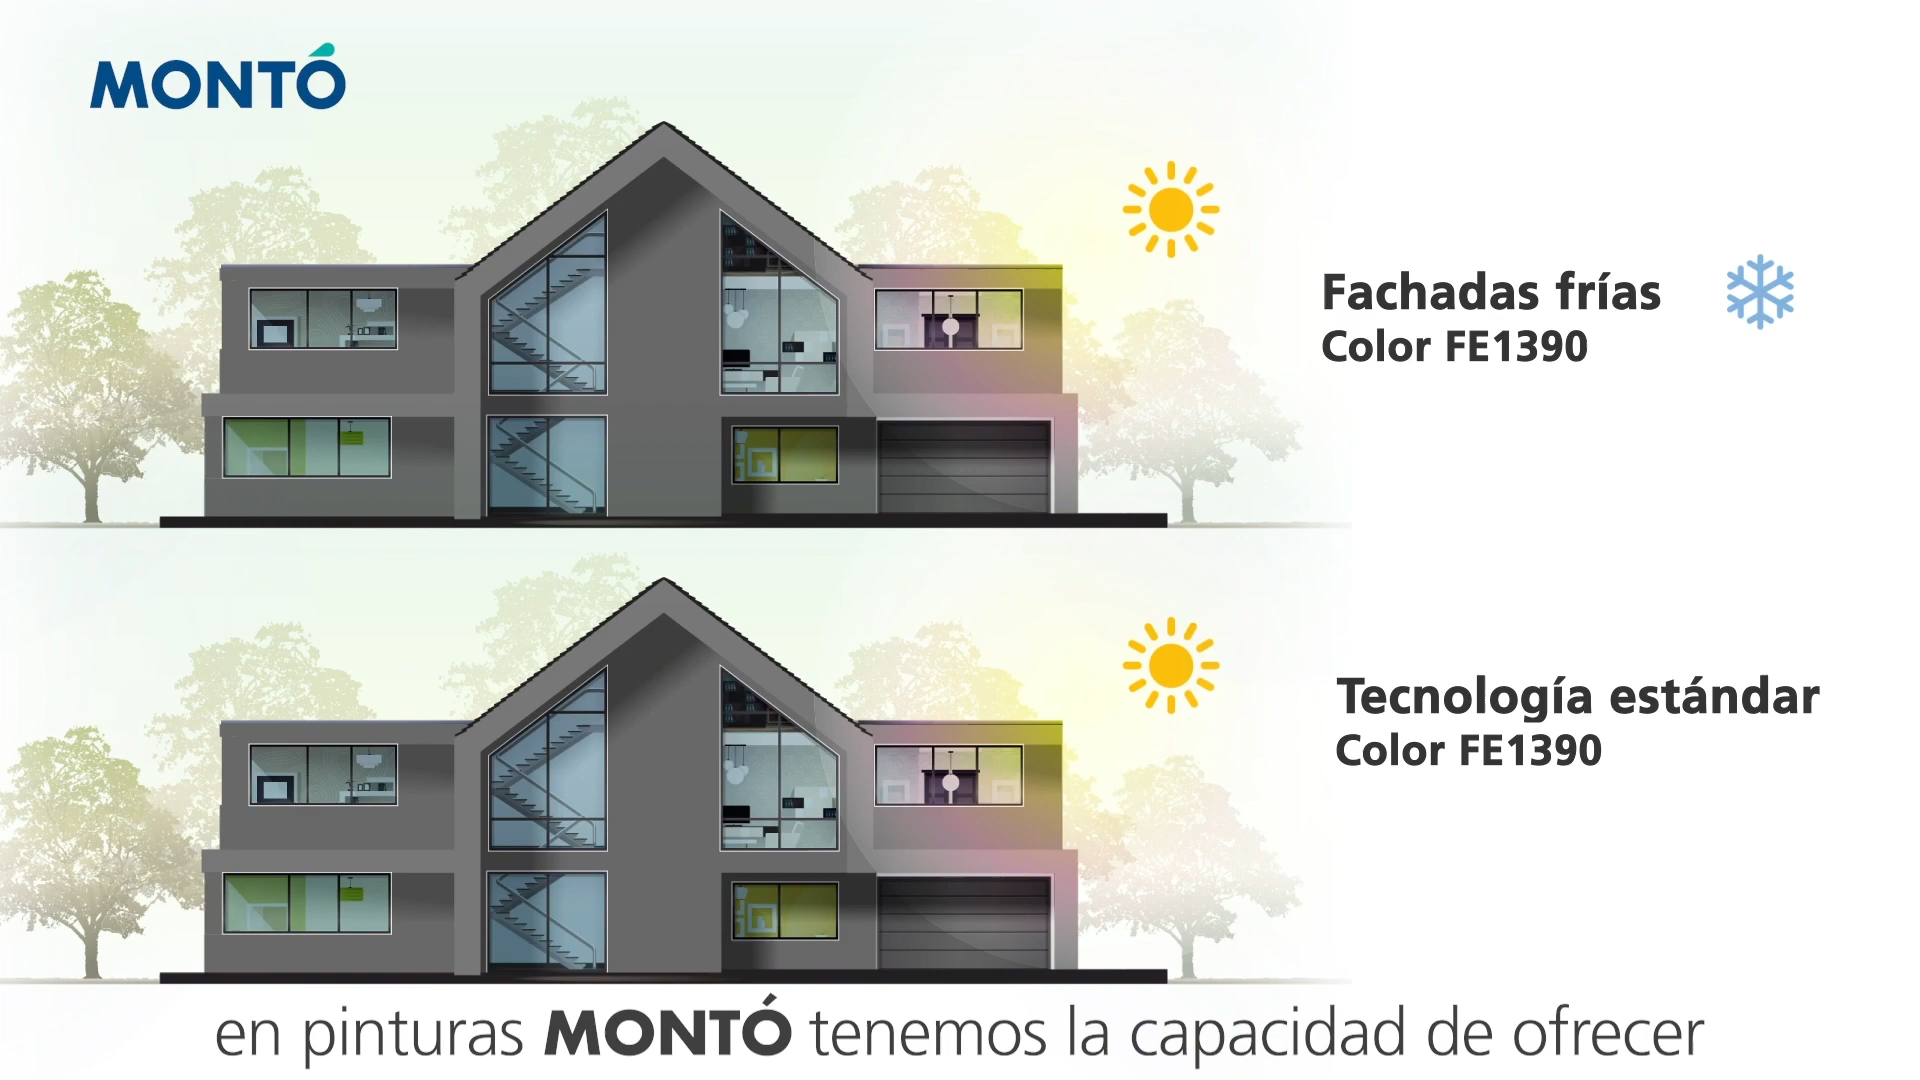 MONTÓ
Fachadas frías
Color FE1390
Tecnología estándar
Color FE1390
en pinturas MONTÓ tenemos la capacidad de ofrecer